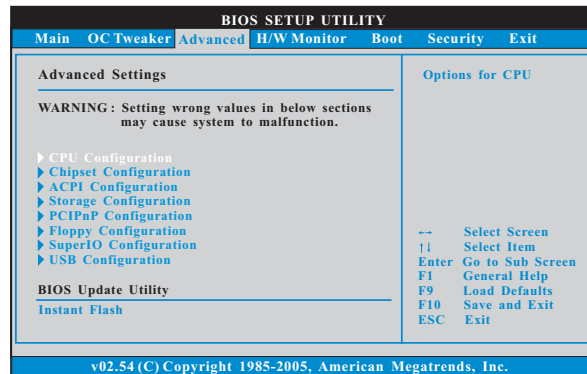 BIOS SETUP UTILITY
Main OC Tweaker Advanced H/W Monitor Boot Security Exit
Advanced Settings
WARNING : Setting wrong values in below sections
may cause system to malfunction.
CPU Configuration
Chipset Configuration
ACPI Configuration
Storage Configuration
PCIPnP Configuration
Floppy Configuration
SuperIO Configuration
USB Configuration
BIOS Update Utility
Instant Flash
Options for CPU
←→ Select Screen
↑↓ Select Item
Enter Go to Sub Screen
F1 General Help
F9 Load Defaults
F10 Save and Exit
ESC Exit
v02.54 (C) Copyright 1985-2005, American Megatrends, Inc.